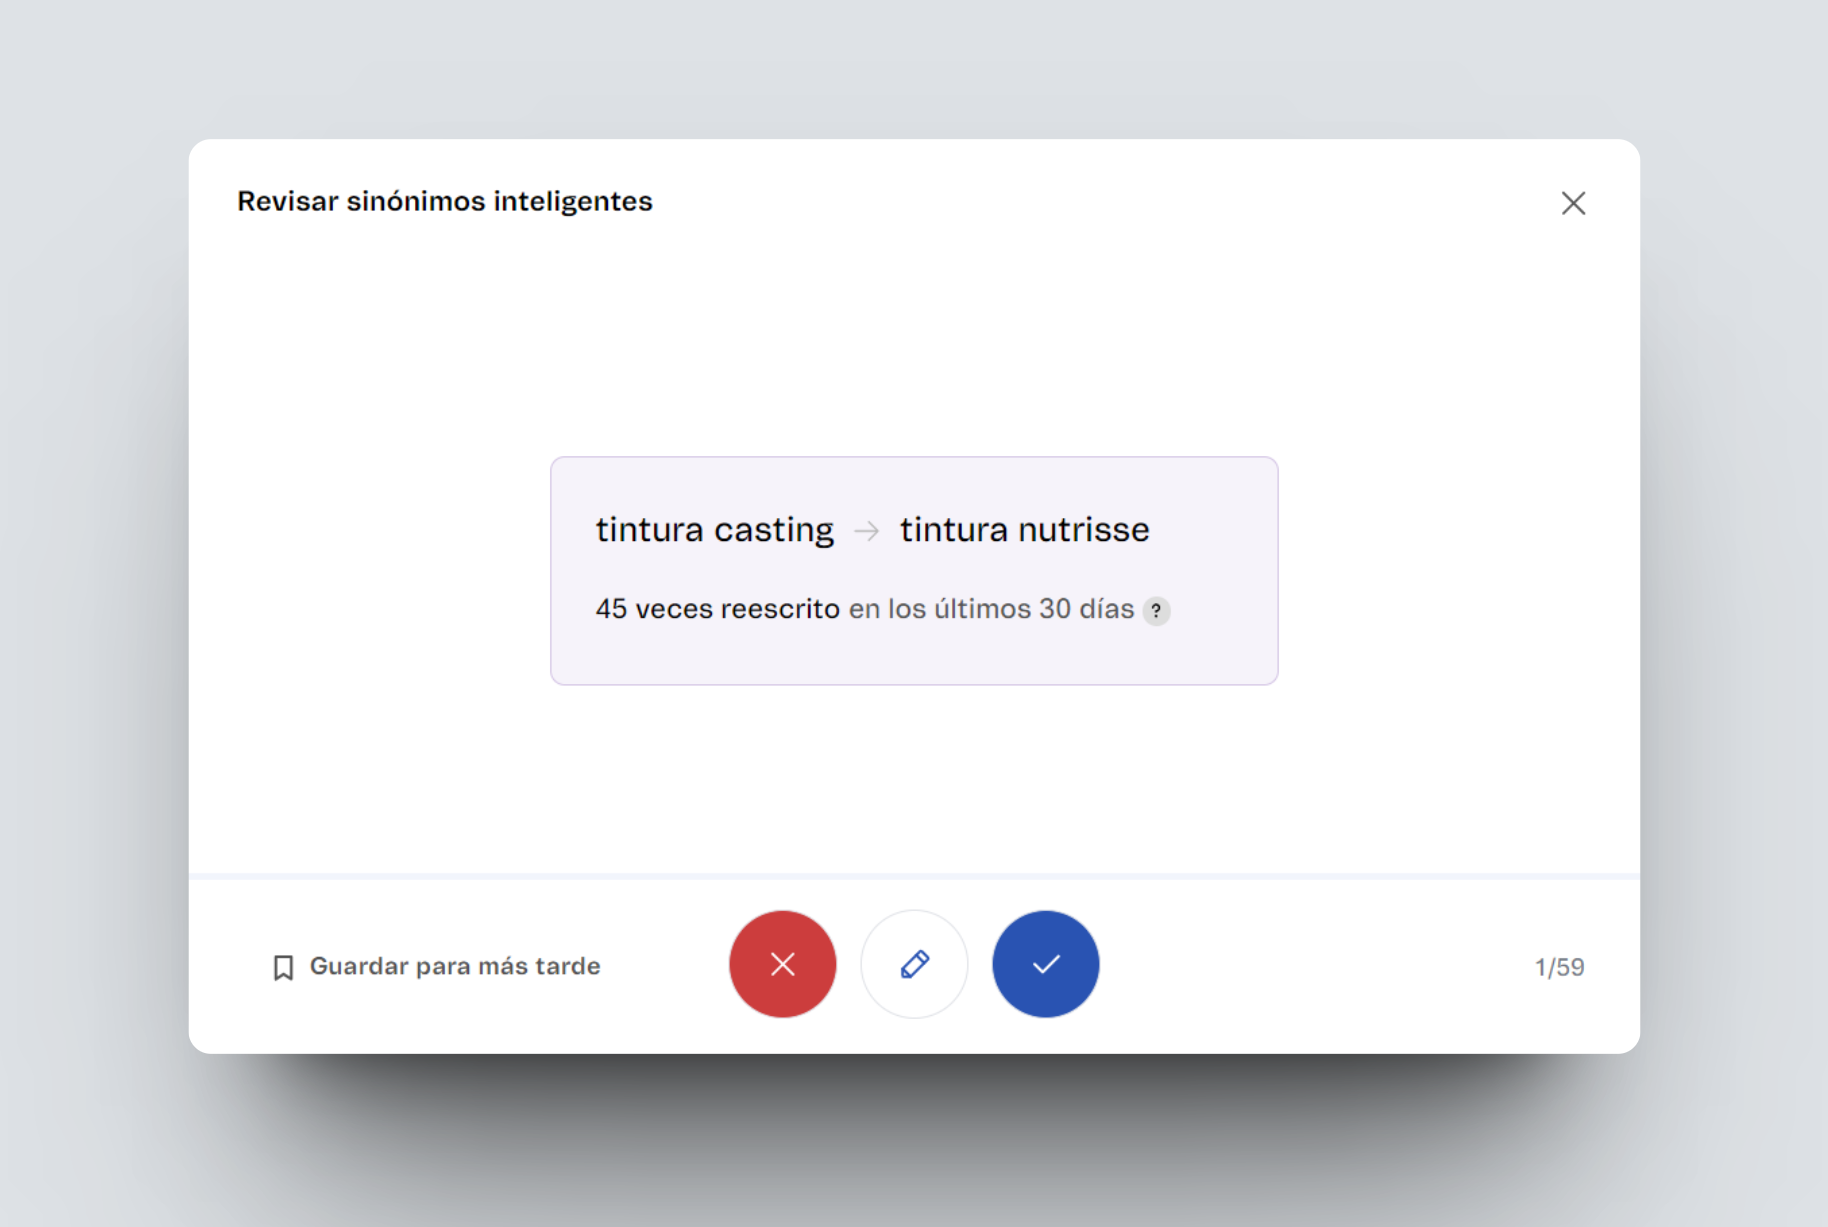 Revisar sinónimos inteligentes
tintura casting → tintura nutrisse
45 veces reescrito en los últimos 30 días ?
Guardar para más tarde
1/59